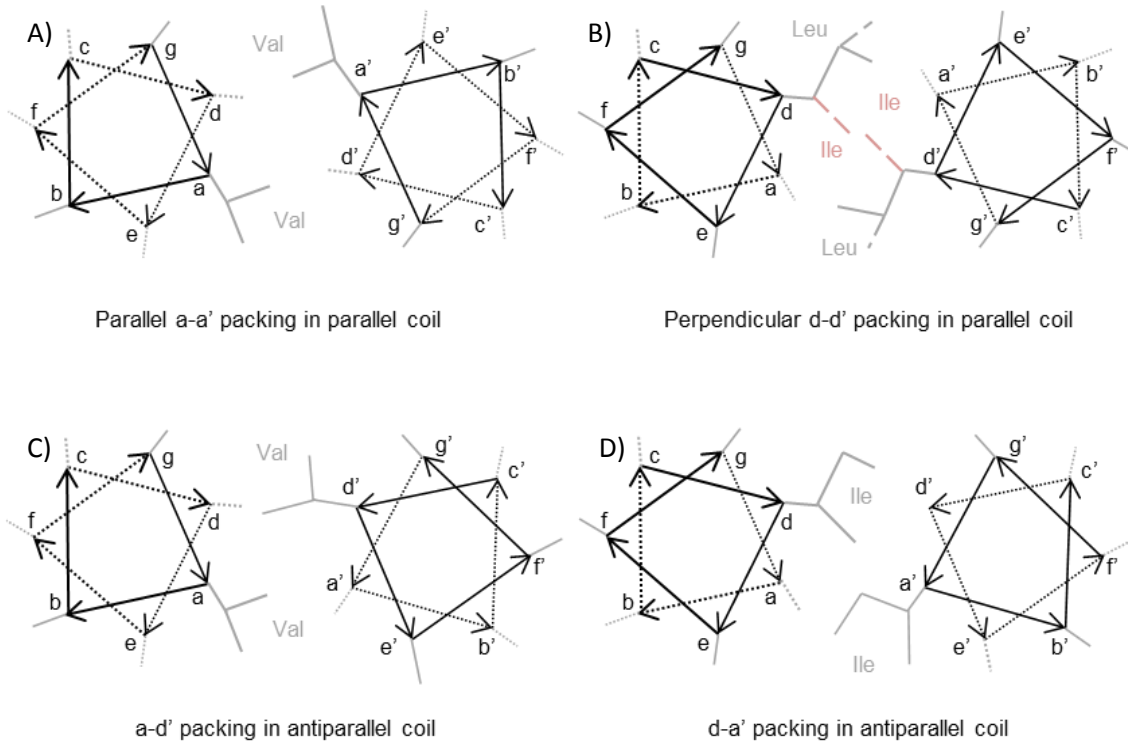 A)
c
g
Val
e'
b'
a'
f
d
d'
f'
b
a
Val
e
g'
c'
Parallel a-a’ packing in parallel coil
B)
c
g
Leu
e'
a'
b'
f
d
Ile
Ile
d'
f'
b
a
e
Leu
g'
c'
Perpendicular d-d’ packing in parallel coil
C)
c
g
Val
g'
c'
d'
f
d
f'
a
a'
b
Val
e
e'
b'
a-d’ packing in antiparallel coil
D)
c
g
g'
c'
Ile
d'
f
d
f'
a
a'
b
e
Ile
e'
b'
d-a’ packing in antiparallel coil